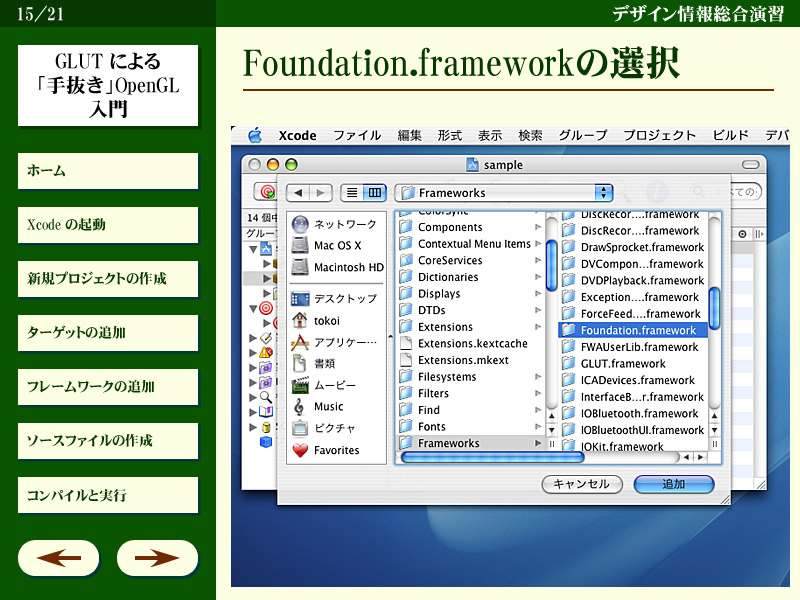 15/21
デザイン情報総合演習
GLUT による
「手抜き」OpenGL
入門
ホーム
Xcode の起動
新規プロジェクトの作成
ターゲットの追加
フレームワークの追加
ソースファイルの作成
コンパイルと実行
Foundation.frameworkの選択
Xcode ファイル 編集 形式 表示 検索 グループ プロジェクト ビルド デバ
sample
Frameworks
ネットワーク
Mac OS X
Macintosh HD
デスクトップ
tokoi
アプリケー…
書類
ムービー
Music
ピクチャ
Favorites
ColorSync
Components
Contextual Menu Items
CoreServices
Dictionaries
Displays
DTDs
Extensions
Extensions.kextcache
Extensions.mkext
Filesystems
Filters
Find
Fonts
Frameworks
DiscRecor....framework
DiscRecor....framework
DrawSprocket.framework
DVCompon...framework
DVDPlayback.framework
Exception....framework
ForceFeed....framework
Foundation.framework
FWAUserLib.framework
GLUT.framework
ICADevices.framework
InterfaceB...r.framework
IOBluetooth.framework
IOBluetoothUI.framework
IOKit.framework
キャンセル
追加
14 個中
グルー
べての